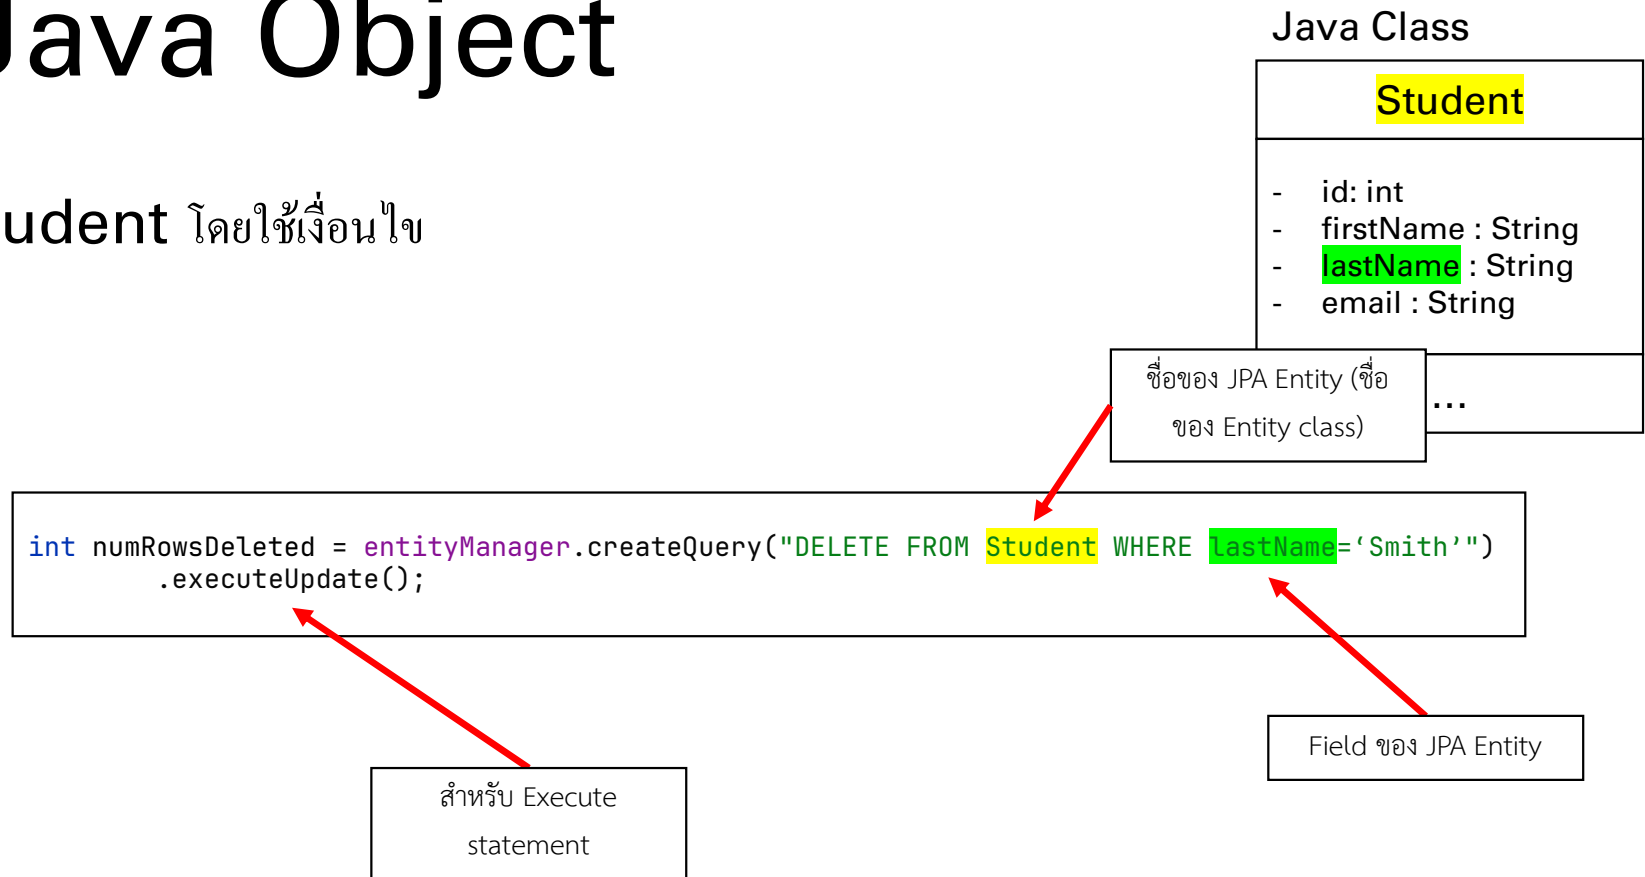 Java Object
Java Class
Student
udent โดยใช้เงื่อนไข
- id: int
- firstName : String
- lastName : String
- email : String
...
ชื่อของ JPA Entity (ชื่อ
ของ Entity class)
int numRowsDeleted = entityManager.createQuery("DELETE FROM Student WHERE lastName=‘Smith’")
.executeUpdate();
Field ของ JPA Entity
สำหรับ Execute
statement